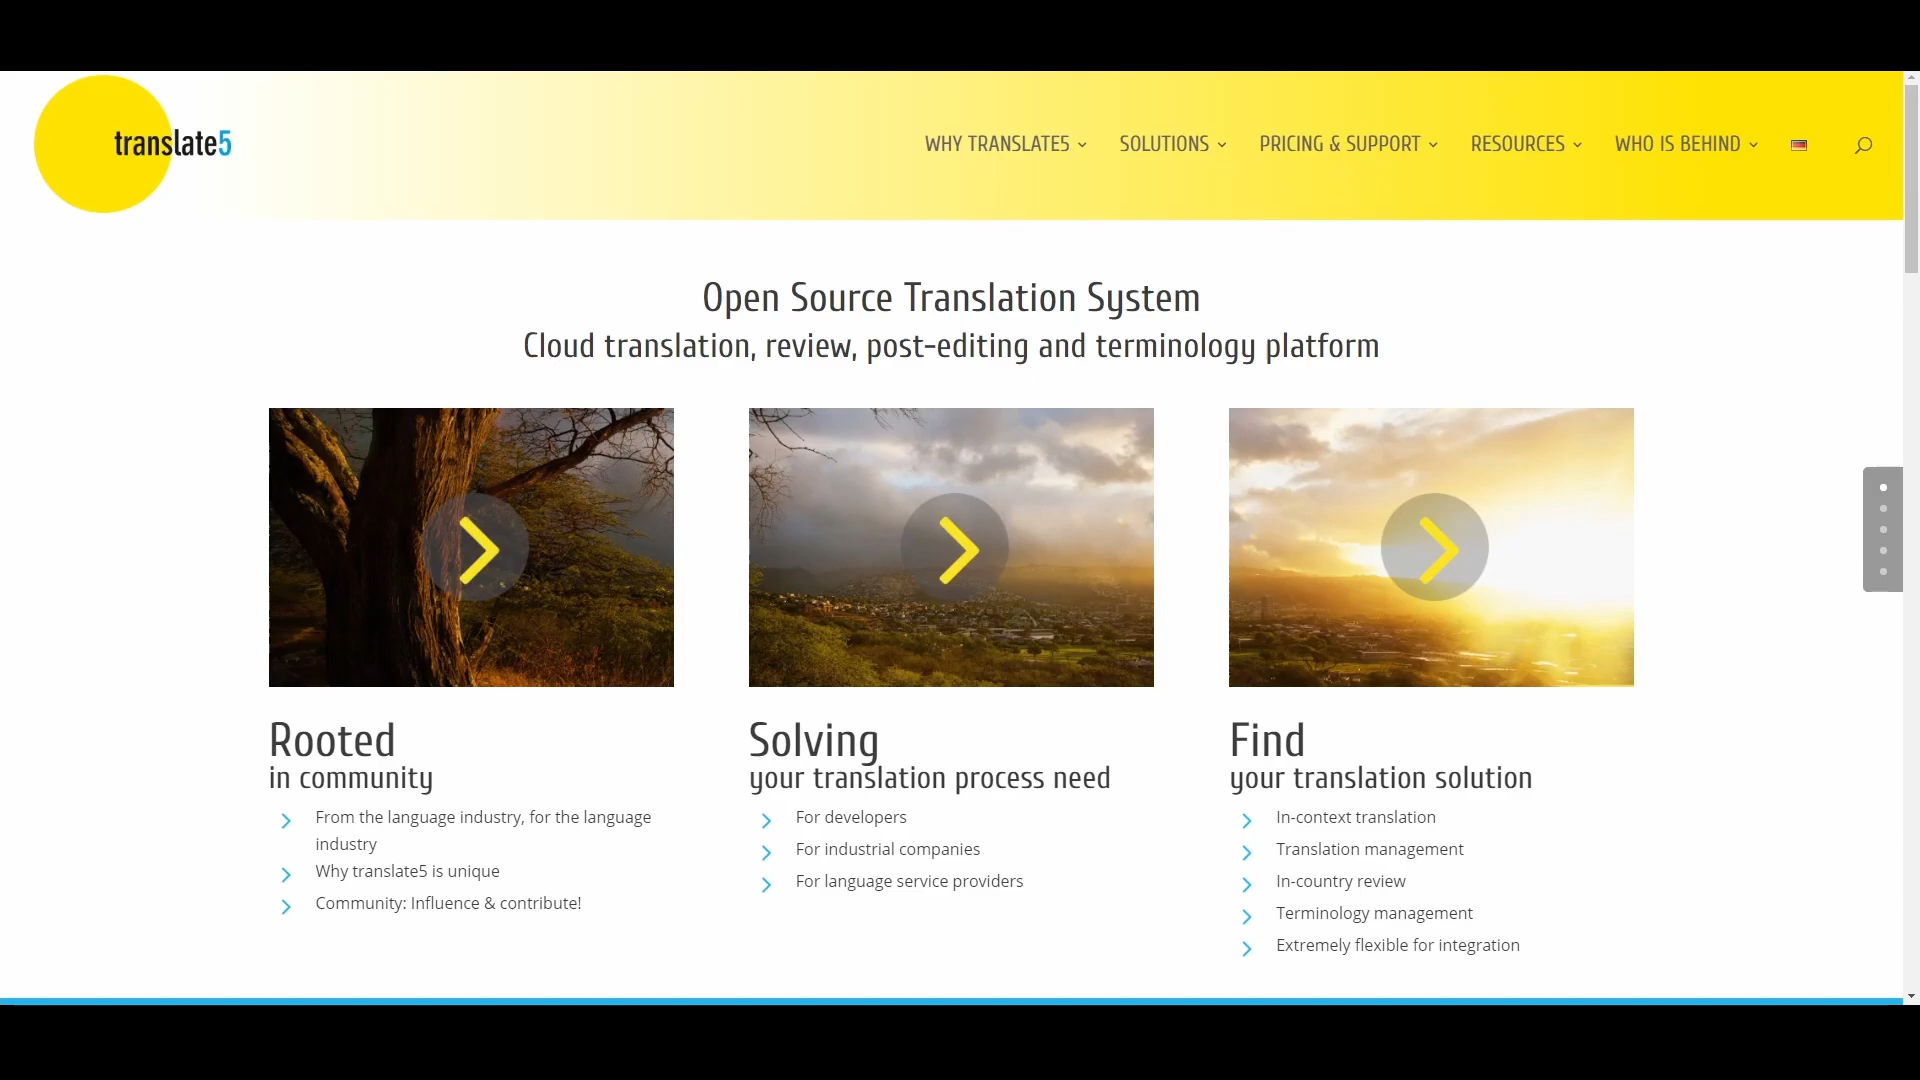 translate5
WHY TRANSLATE5
SOLUTIONS
PRICING & SUPPORT
RESOURCES
WHO IS BEHIND
Open Source Translation System
Cloud translation, review, post-editing and terminology platform
Rooted
in community
From the language industry, for the language
industry
Why translate5 is unique
Community: Influence & contribute!
Solving
your translation process need
For developers
For industrial companies
For language service providers
Find
your translation solution
In-context translation
Translation management
In-country review
Terminology management
Extremely flexible for integration